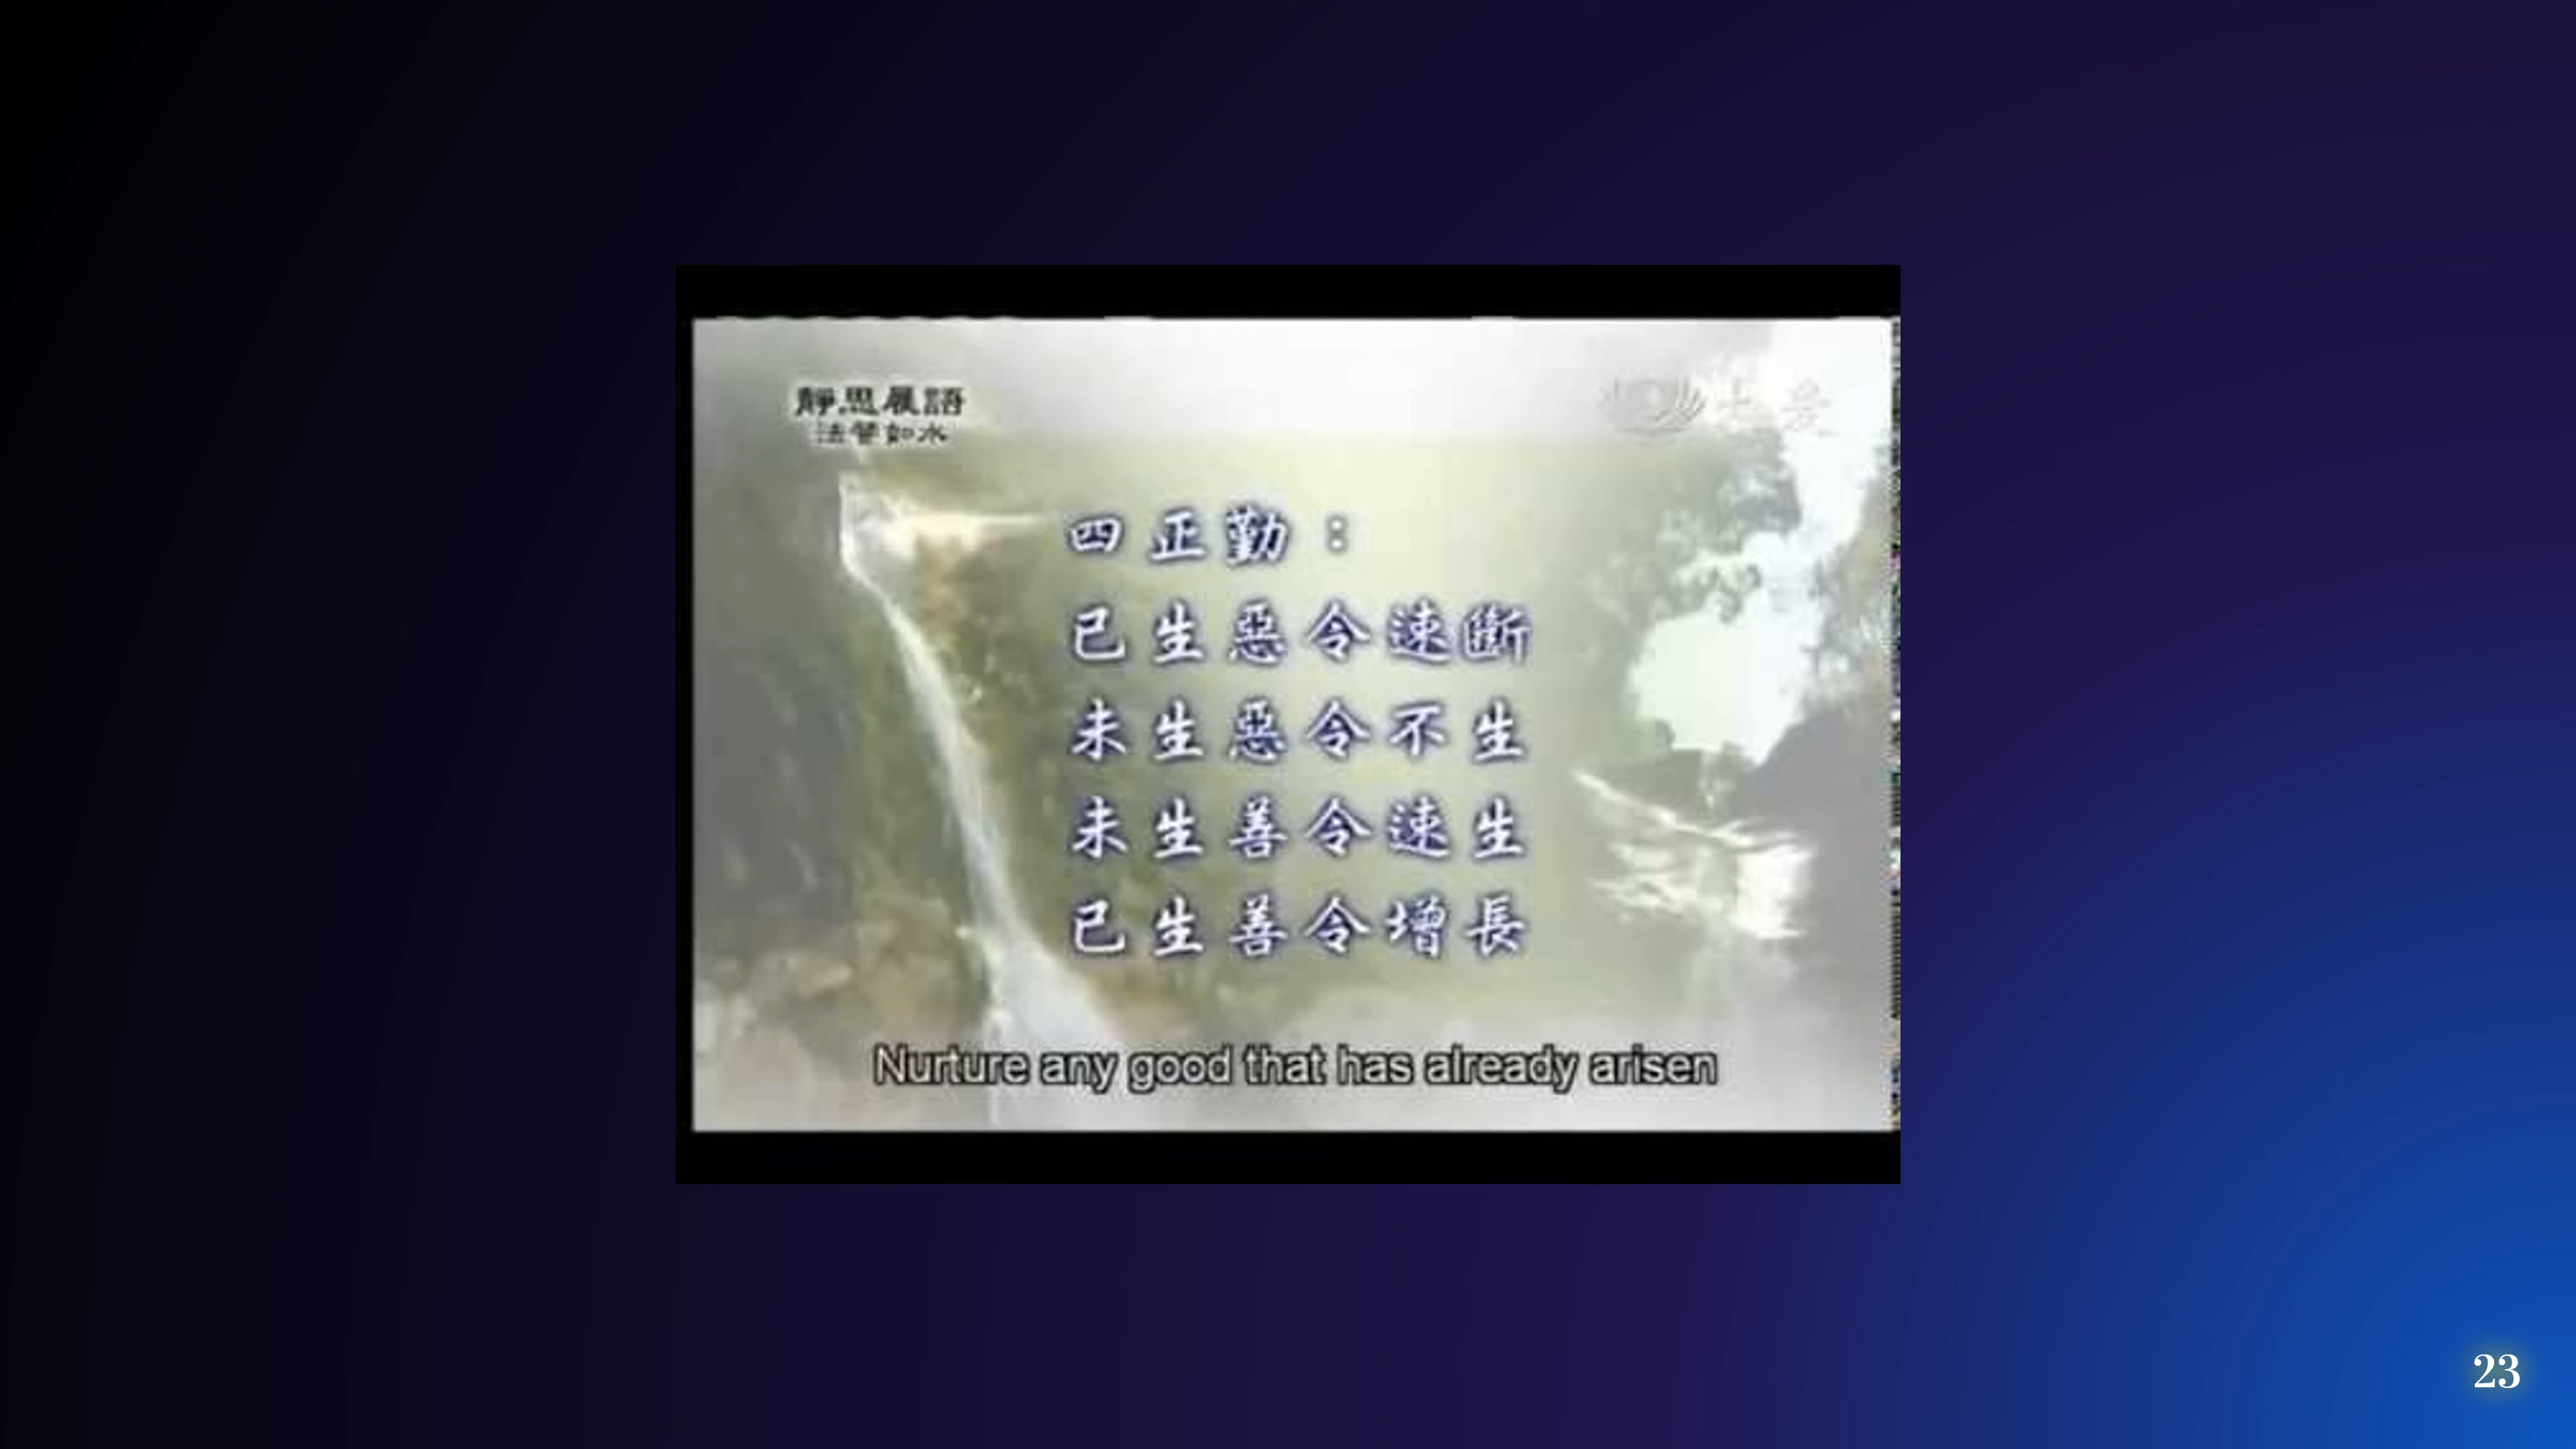 靜思晨語
法譬如水
大愛
四正勤：
已生惡令速斷
未生惡令不生
未生善令速生
已生善令增長
Nurture any good that has already arisen
23